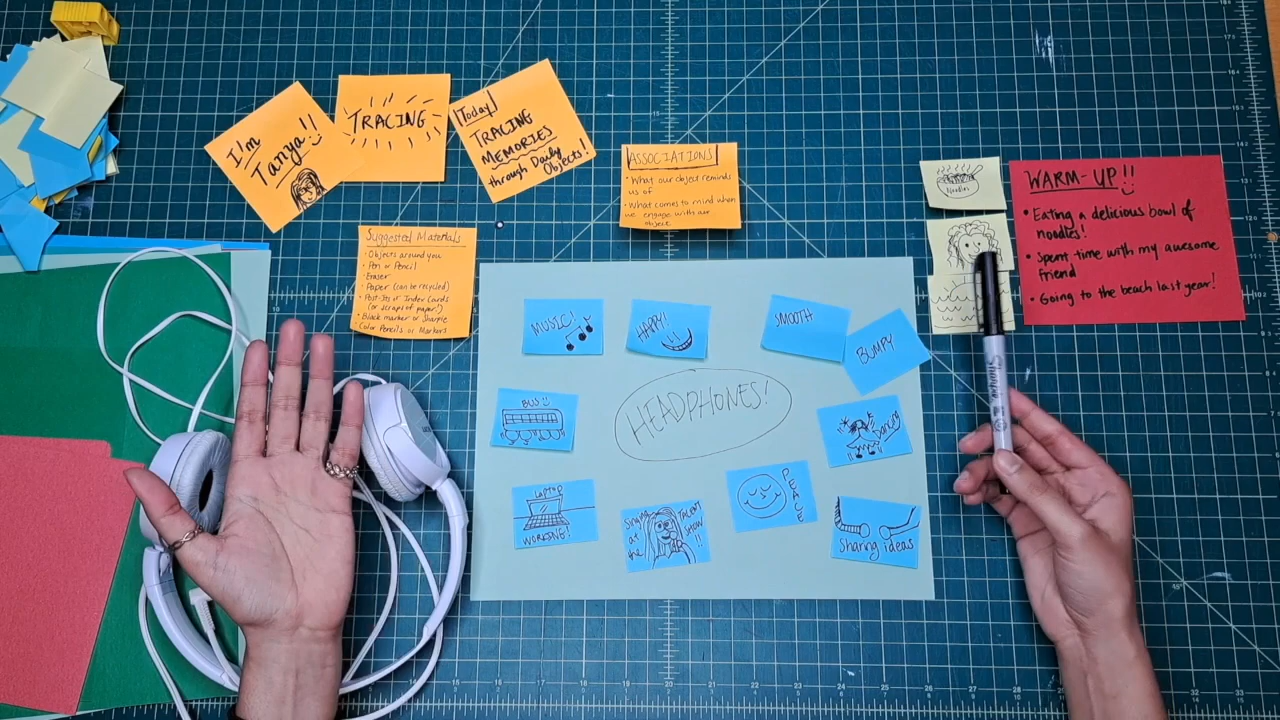 I'm
Tanya!!
TRACING
Today!
TRACING
MEMORIES
through Daily
Objects!
ASSOCIATIONS
• What our object reminds
us of
• What comes to mind when
we engage with our
object
Suggested Materials
• Objects around you
• Pen or Pencil
• Eraser
• Paper (can be recycled)
• Post-Its or Index Cards
(or scraps of paper!)
• Black marker or Sharpie
• Color Pencils or Markers
Noodles
WARM-UP!!
• Eating a delicious bowl of
noodles!
• Spent time with my awesome
friend
• Going to the beach last year!
MUSIC!
HAPPY!
SMOOTH
BUMPY
BUS
HEADPHONES!
DANCING
LAPTOP
WORKING!
Singing
at the
TALENT
SHOW
!!
PEACE
Sharing ideas
Sharpie